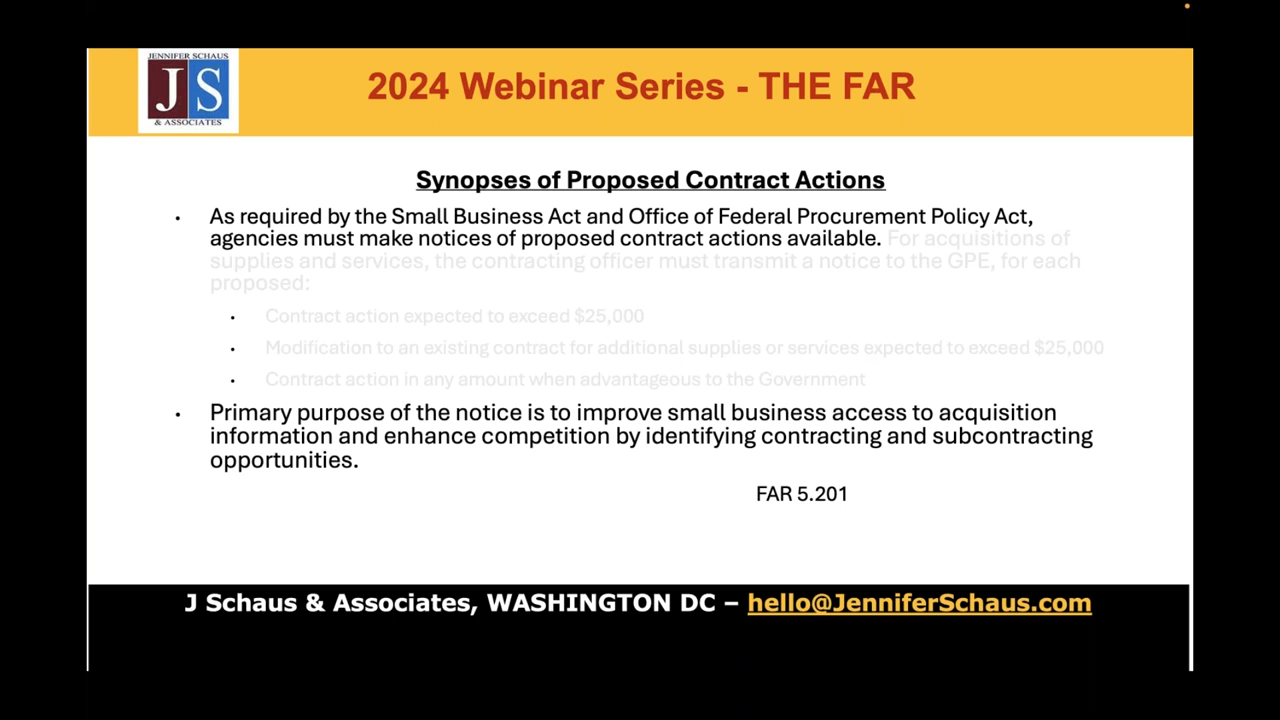 JENNIFER SCHAUS
JS
& ASSOCIATES
2024 Webinar Series - THE FAR
Synopses of Proposed Contract Actions
• As required by the Small Business Act and Office of Federal Procurement Policy Act,
agencies must make notices of proposed contract actions available. For acquisitions of
supplies and services, the contracting officer must transmit a notice to the GPE, for each
proposed:
• Contract action expected to exceed $25,000
• Modification to an existing contract for additional supplies or services expected to exceed $25,000
• Contract action in any amount when advantageous to the Government
• Primary purpose of the notice is to improve small business access to acquisition
information and enhance competition by identifying contracting and subcontracting
opportunities.
FAR 5.201
J Schaus & Associates, WASHINGTON DC – hello@JenniferSchaus.com